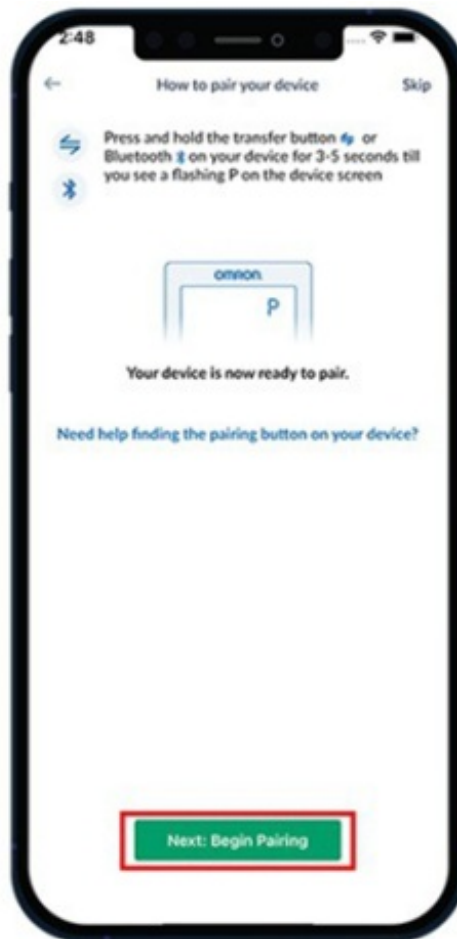 2:48
How to pair your device
Skip
Press and hold the transfer button or
Bluetooth on your device for 3-5 seconds till
you see a flashing P on the device screen
OMRON
P
Your device is now ready to pair.
Need help finding the pairing button on your device?
Next: Begin Pairing